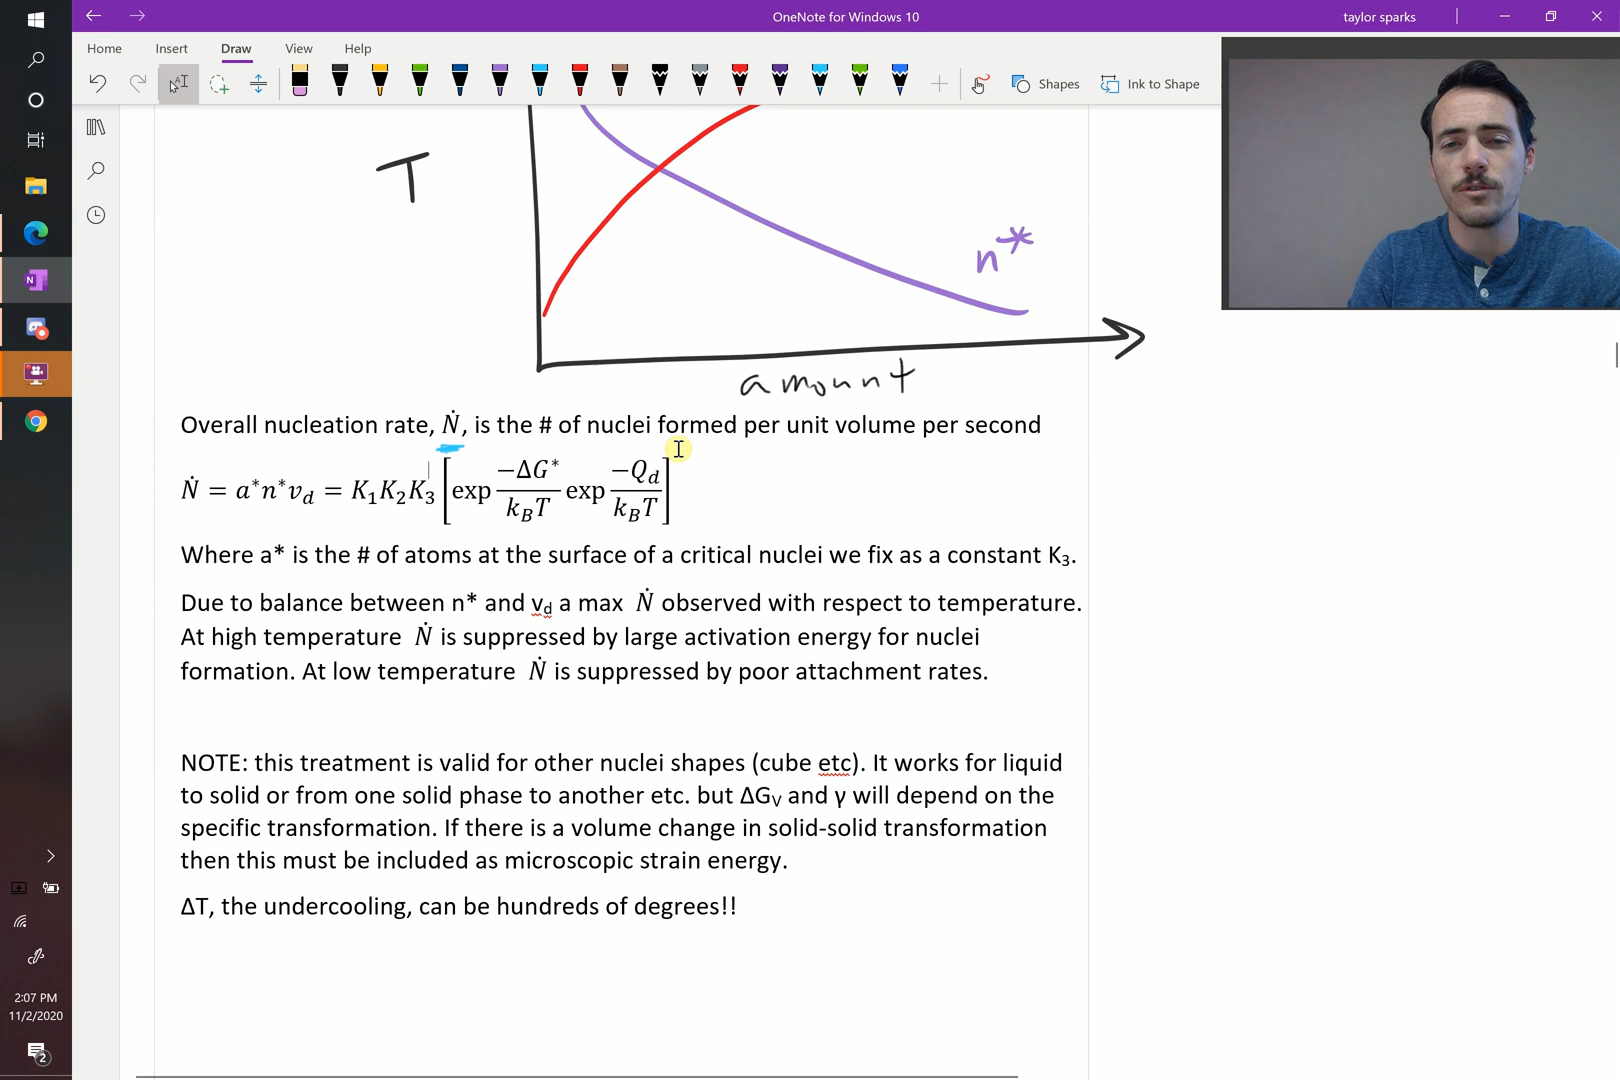 OneNote for Windows 10
taylor sparks
Home Insert Draw View Help
Shapes Ink to Shape
T
n*
amount
Overall nucleation rate, Ṅ, is the # of nuclei formed per unit volume per second
Ṅ = a*n*v_d = K₁K₂K₃ [exp −ΔG*/k_BT exp −Q_d/k_BT]
Where a* is the # of atoms at the surface of a critical nuclei we fix as a constant K₃.
Due to balance between n* and v_d a max Ṅ observed with respect to temperature.
At high temperature Ṅ is suppressed by large activation energy for nuclei
formation. At low temperature Ṅ is suppressed by poor attachment rates.
NOTE: this treatment is valid for other nuclei shapes (cube etc). It works for liquid
to solid or from one solid phase to another etc. but ΔG_V and γ will depend on the
specific transformation. If there is a volume change in solid-solid transformation
then this must be included as microscopic strain energy.
ΔT, the undercooling, can be hundreds of degrees!!
2:07 PM
11/2/2020
2